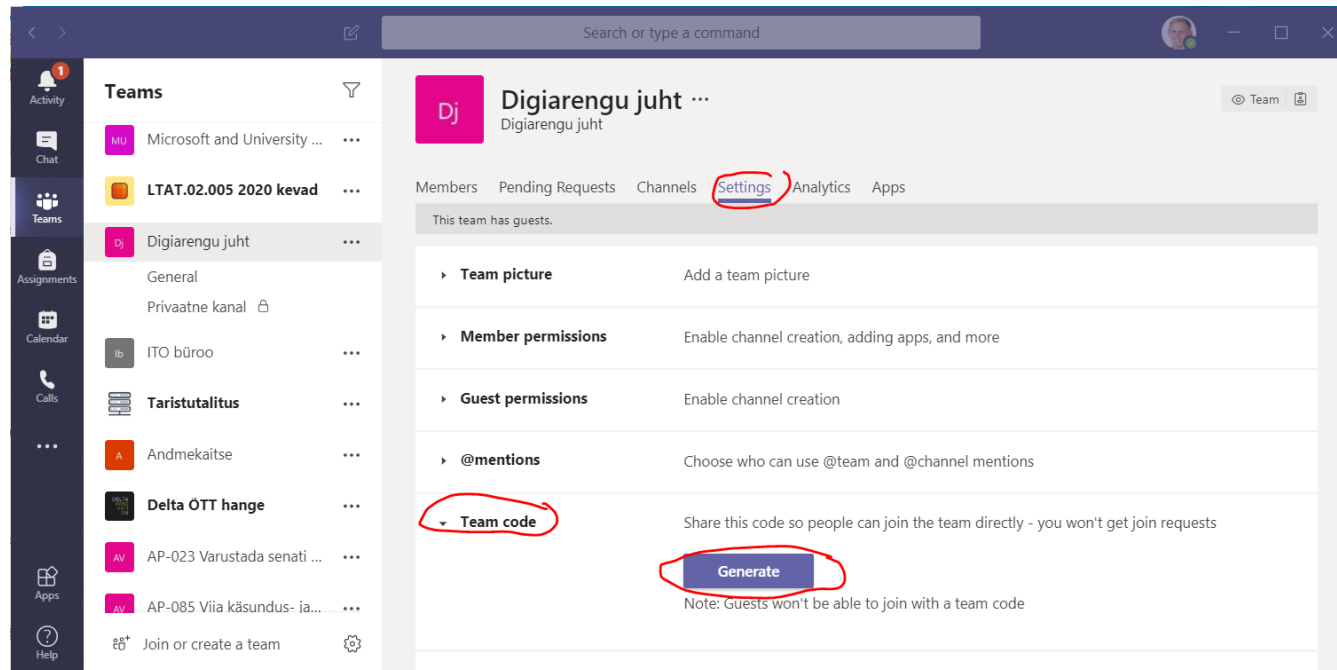 Search or type a command
1
Activity
Chat
Teams
Assignments
Calendar
Calls
Apps
Help
Teams
MU Microsoft and University ...
LTAT.02.005 2020 kevad
Dj Digiarengu juht
General
Privaatne kanal
Ib ITO büroo
Taristutalitus
A Andmekaitse
Delta ÖTT hange
AV AP-023 Varustada senati ...
AV AP-085 Viia käsundus- ja...
Join or create a team
Dj
Digiarengu juht ...
Digiarengu juht
Team
Members Pending Requests Channels Settings Analytics Apps
This team has guests.
Team picture Add a team picture
Member permissions Enable channel creation, adding apps, and more
Guest permissions Enable channel creation
@mentions Choose who can use @team and @channel mentions
Team code Share this code so people can join the team directly - you won't get join requests
Generate
Note: Guests won't be able to join with a team code